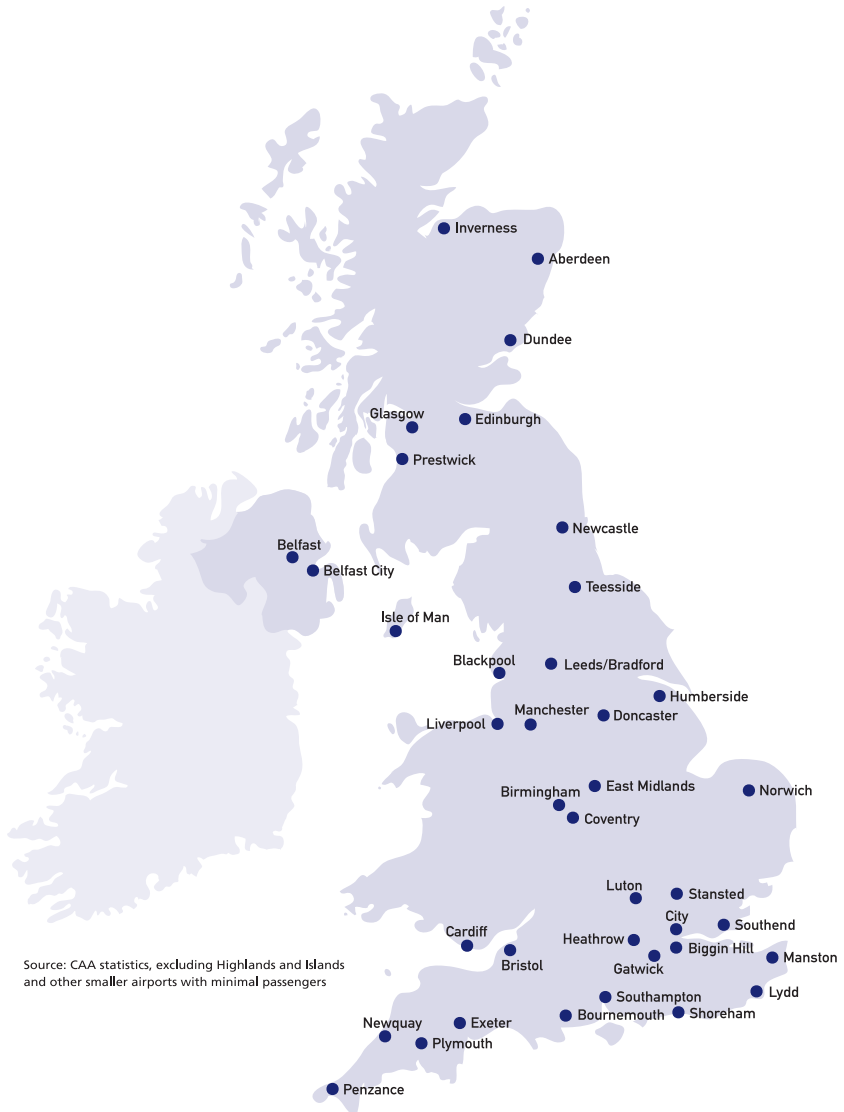 Inverness
Aberdeen
Dundee
Glasgow
Edinburgh
Prestwick
Newcastle
Belfast
Belfast City
Teesside
Isle of Man
Blackpool
Leeds/Bradford
Humberside
Manchester
Doncaster
Liverpool
East Midlands
Birmingham
Norwich
Coventry
Luton
Stansted
City
Southend
Cardiff
Heathrow
Biggin Hill
Manston
Bristol
Gatwick
Source: CAA statistics, excluding Highlands and Islands
and other smaller airports with minimal passengers
Lydd
Southampton
Shoreham
Bournemouth
Newquay
Exeter
Plymouth
Penzance